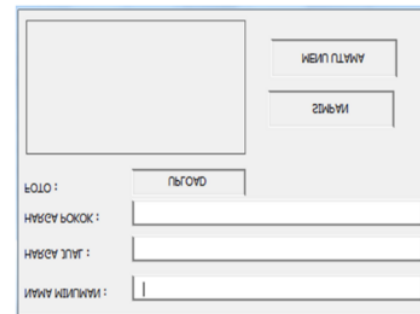 NAMA MINUMAN :
HARGA JUAL :
HARGA POKOK :
FOTO : UPLOAD
SIMPAN
MENU UTAMA